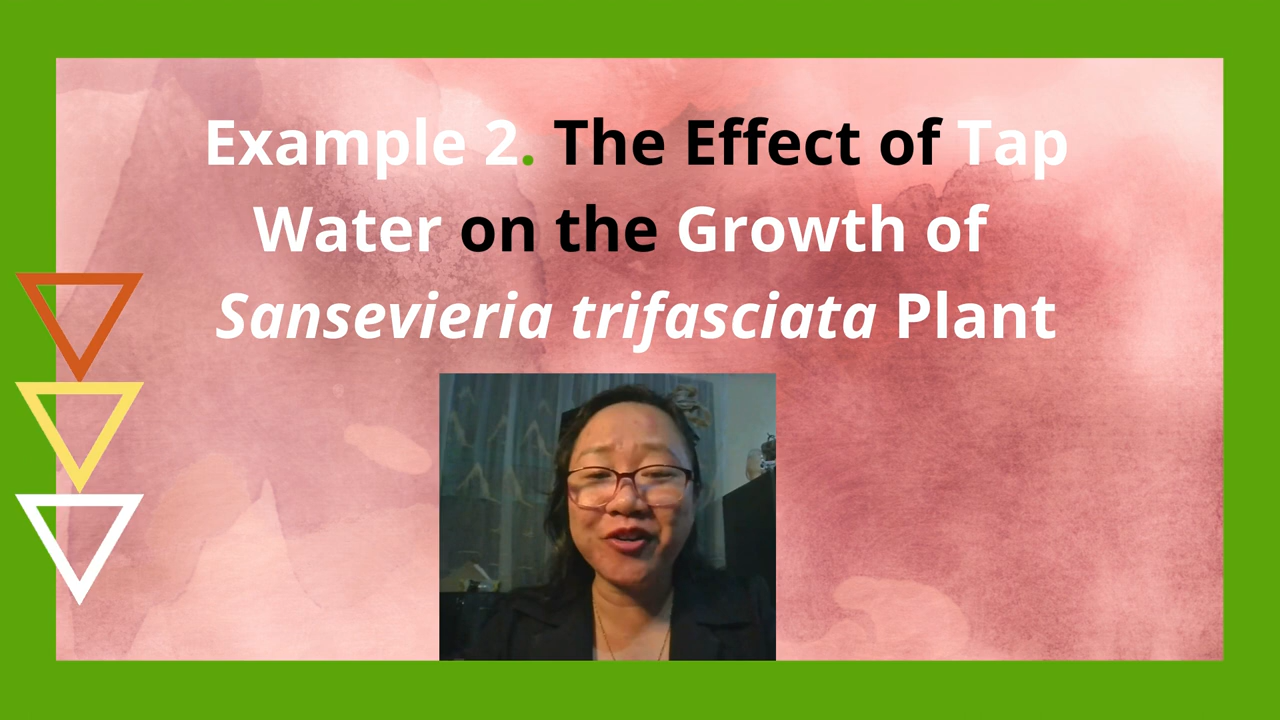 Example 2. The Effect of Tap
Water on the Growth of
Sansevieria trifasciata Plant